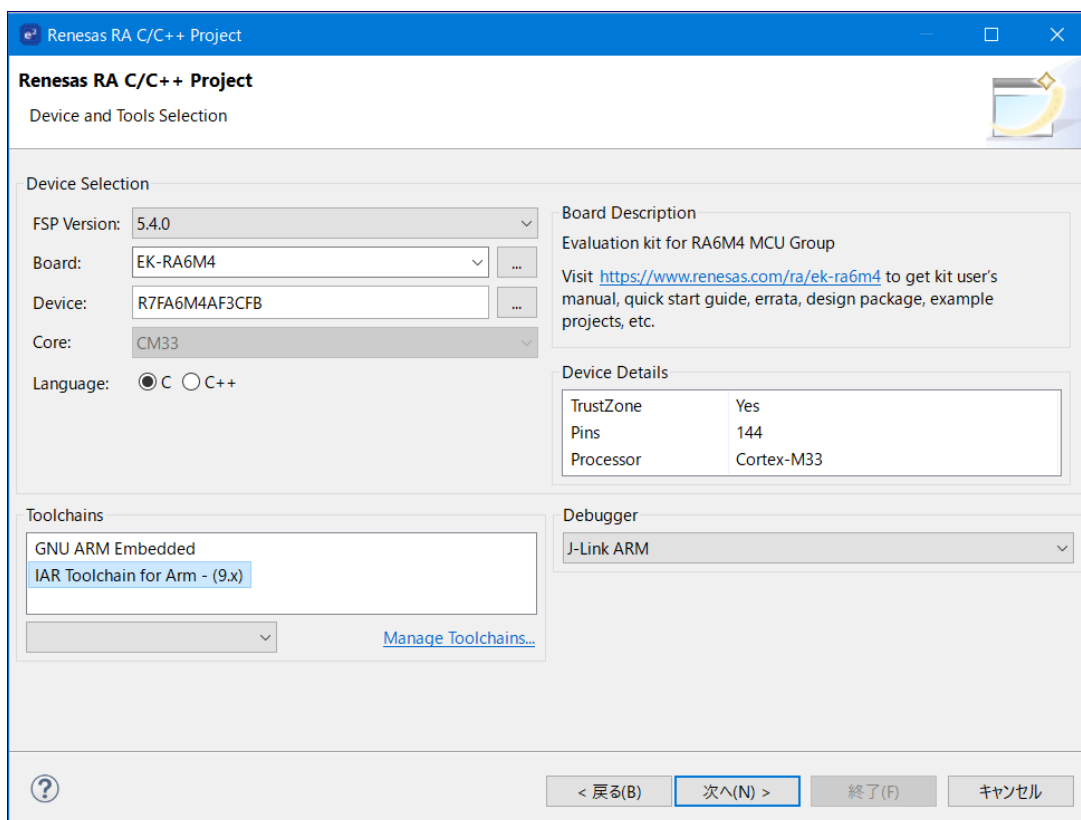 Renesas RA C/C++ Project
Renesas RA C/C++ Project
Device and Tools Selection
Device Selection
FSP Version: 5.4.0
Board: EK-RA6M4 ...
Device: R7FA6M4AF3CFB ...
Core: CM33
Language: C C++
Board Description
Evaluation kit for RA6M4 MCU Group
Visit https://www.renesas.com/ra/ek-ra6m4 to get kit user's
manual, quick start guide, errata, design package, example
projects, etc.
Device Details
TrustZone Yes
Pins 144
Processor Cortex-M33
Toolchains
GNU ARM Embedded
IAR Toolchain for Arm - (9.x)
Manage Toolchains...
Debugger
J-Link ARM
? < 戻る(B) 次へ(N) > 終了(F) キャンセル